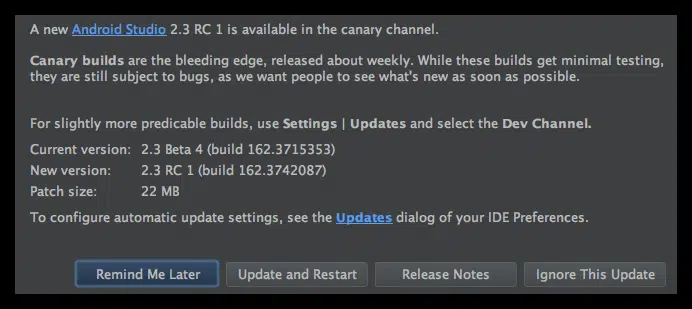 A new Android Studio 2.3 RC 1 is available in the canary channel.
Canary builds are the bleeding edge, released about weekly. While these builds get minimal testing,
they are still subject to bugs, as we want people to see what's new as soon as possible.
For slightly more predicable builds, use Settings | Updates and select the Dev Channel.
Current version: 2.3 Beta 4 (build 162.3715353)
New version: 2.3 RC 1 (build 162.3742087)
Patch size: 22 MB
To configure automatic update settings, see the Updates dialog of your IDE Preferences.
Remind Me Later Update and Restart Release Notes Ignore This Update